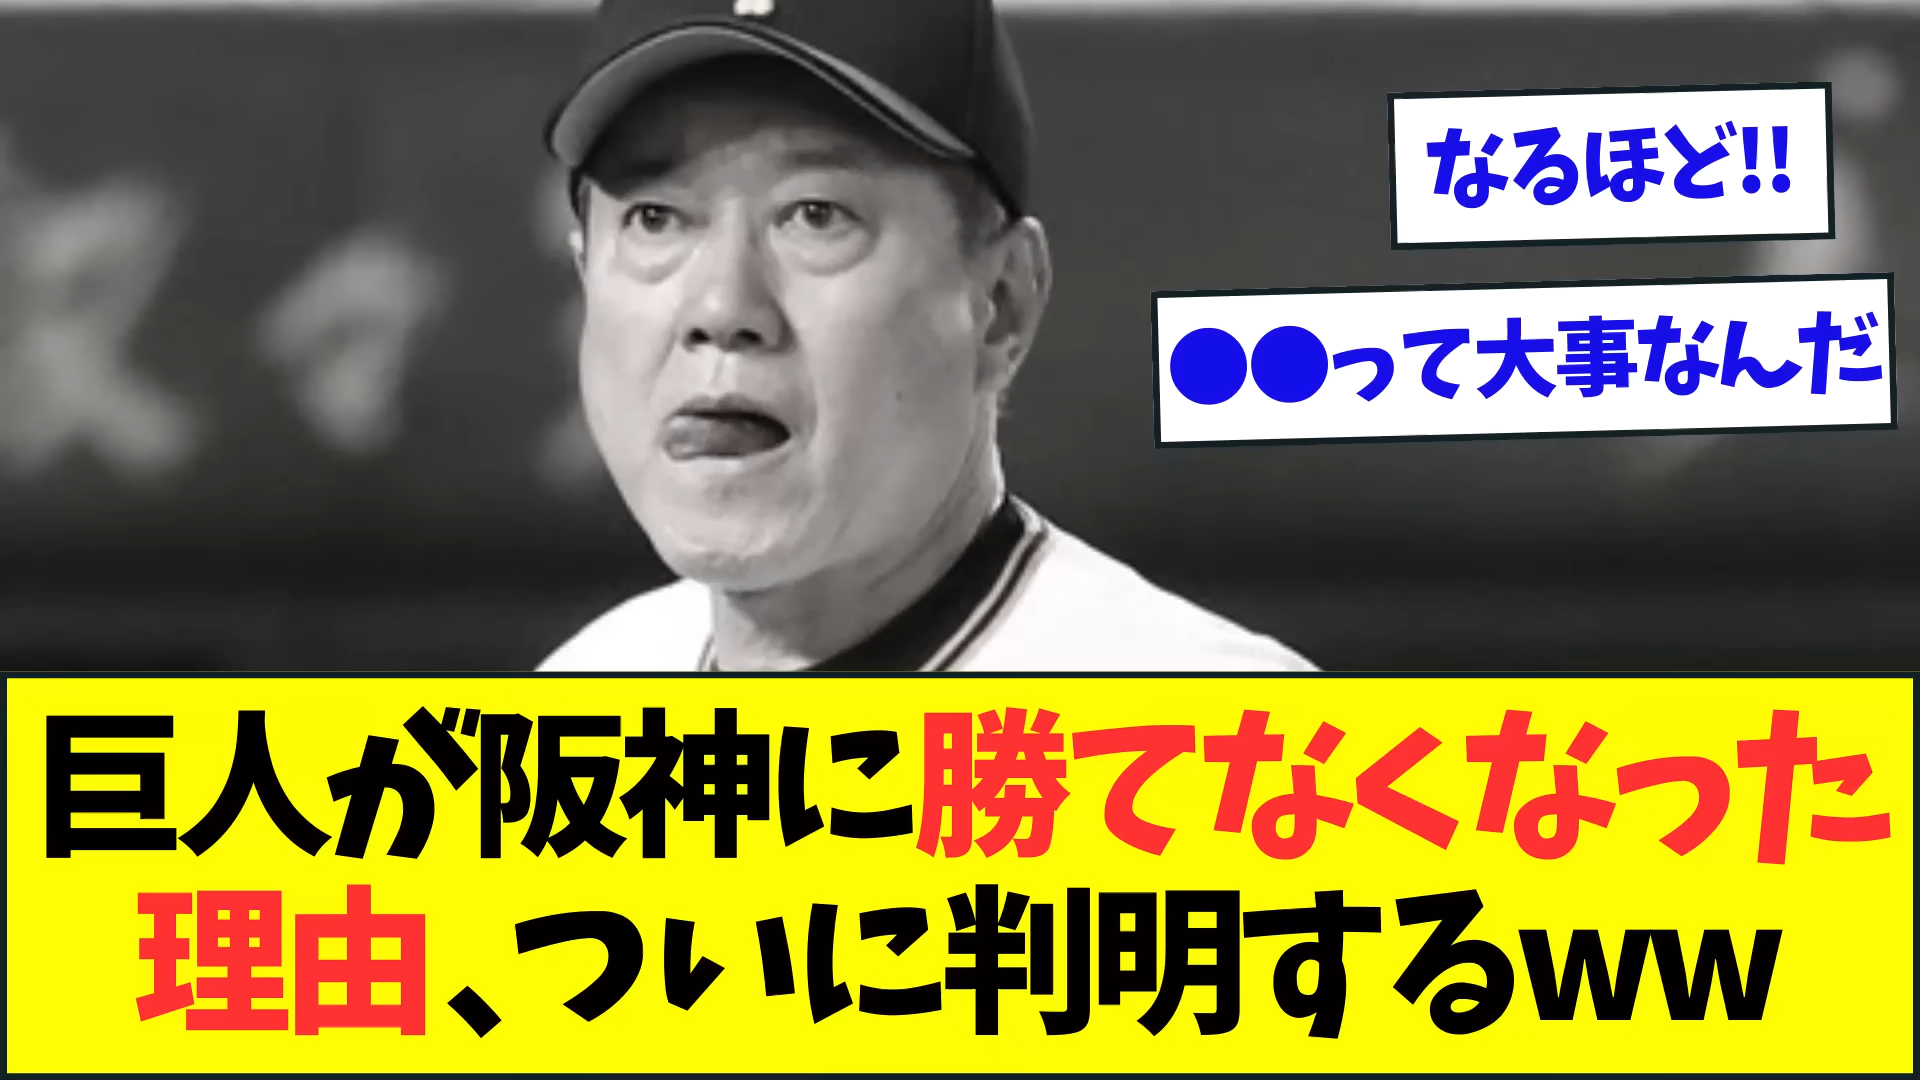 なるほど!!
●●って大事なんだ
巨人が阪神に勝てなくなった
理由、ついに判明するww